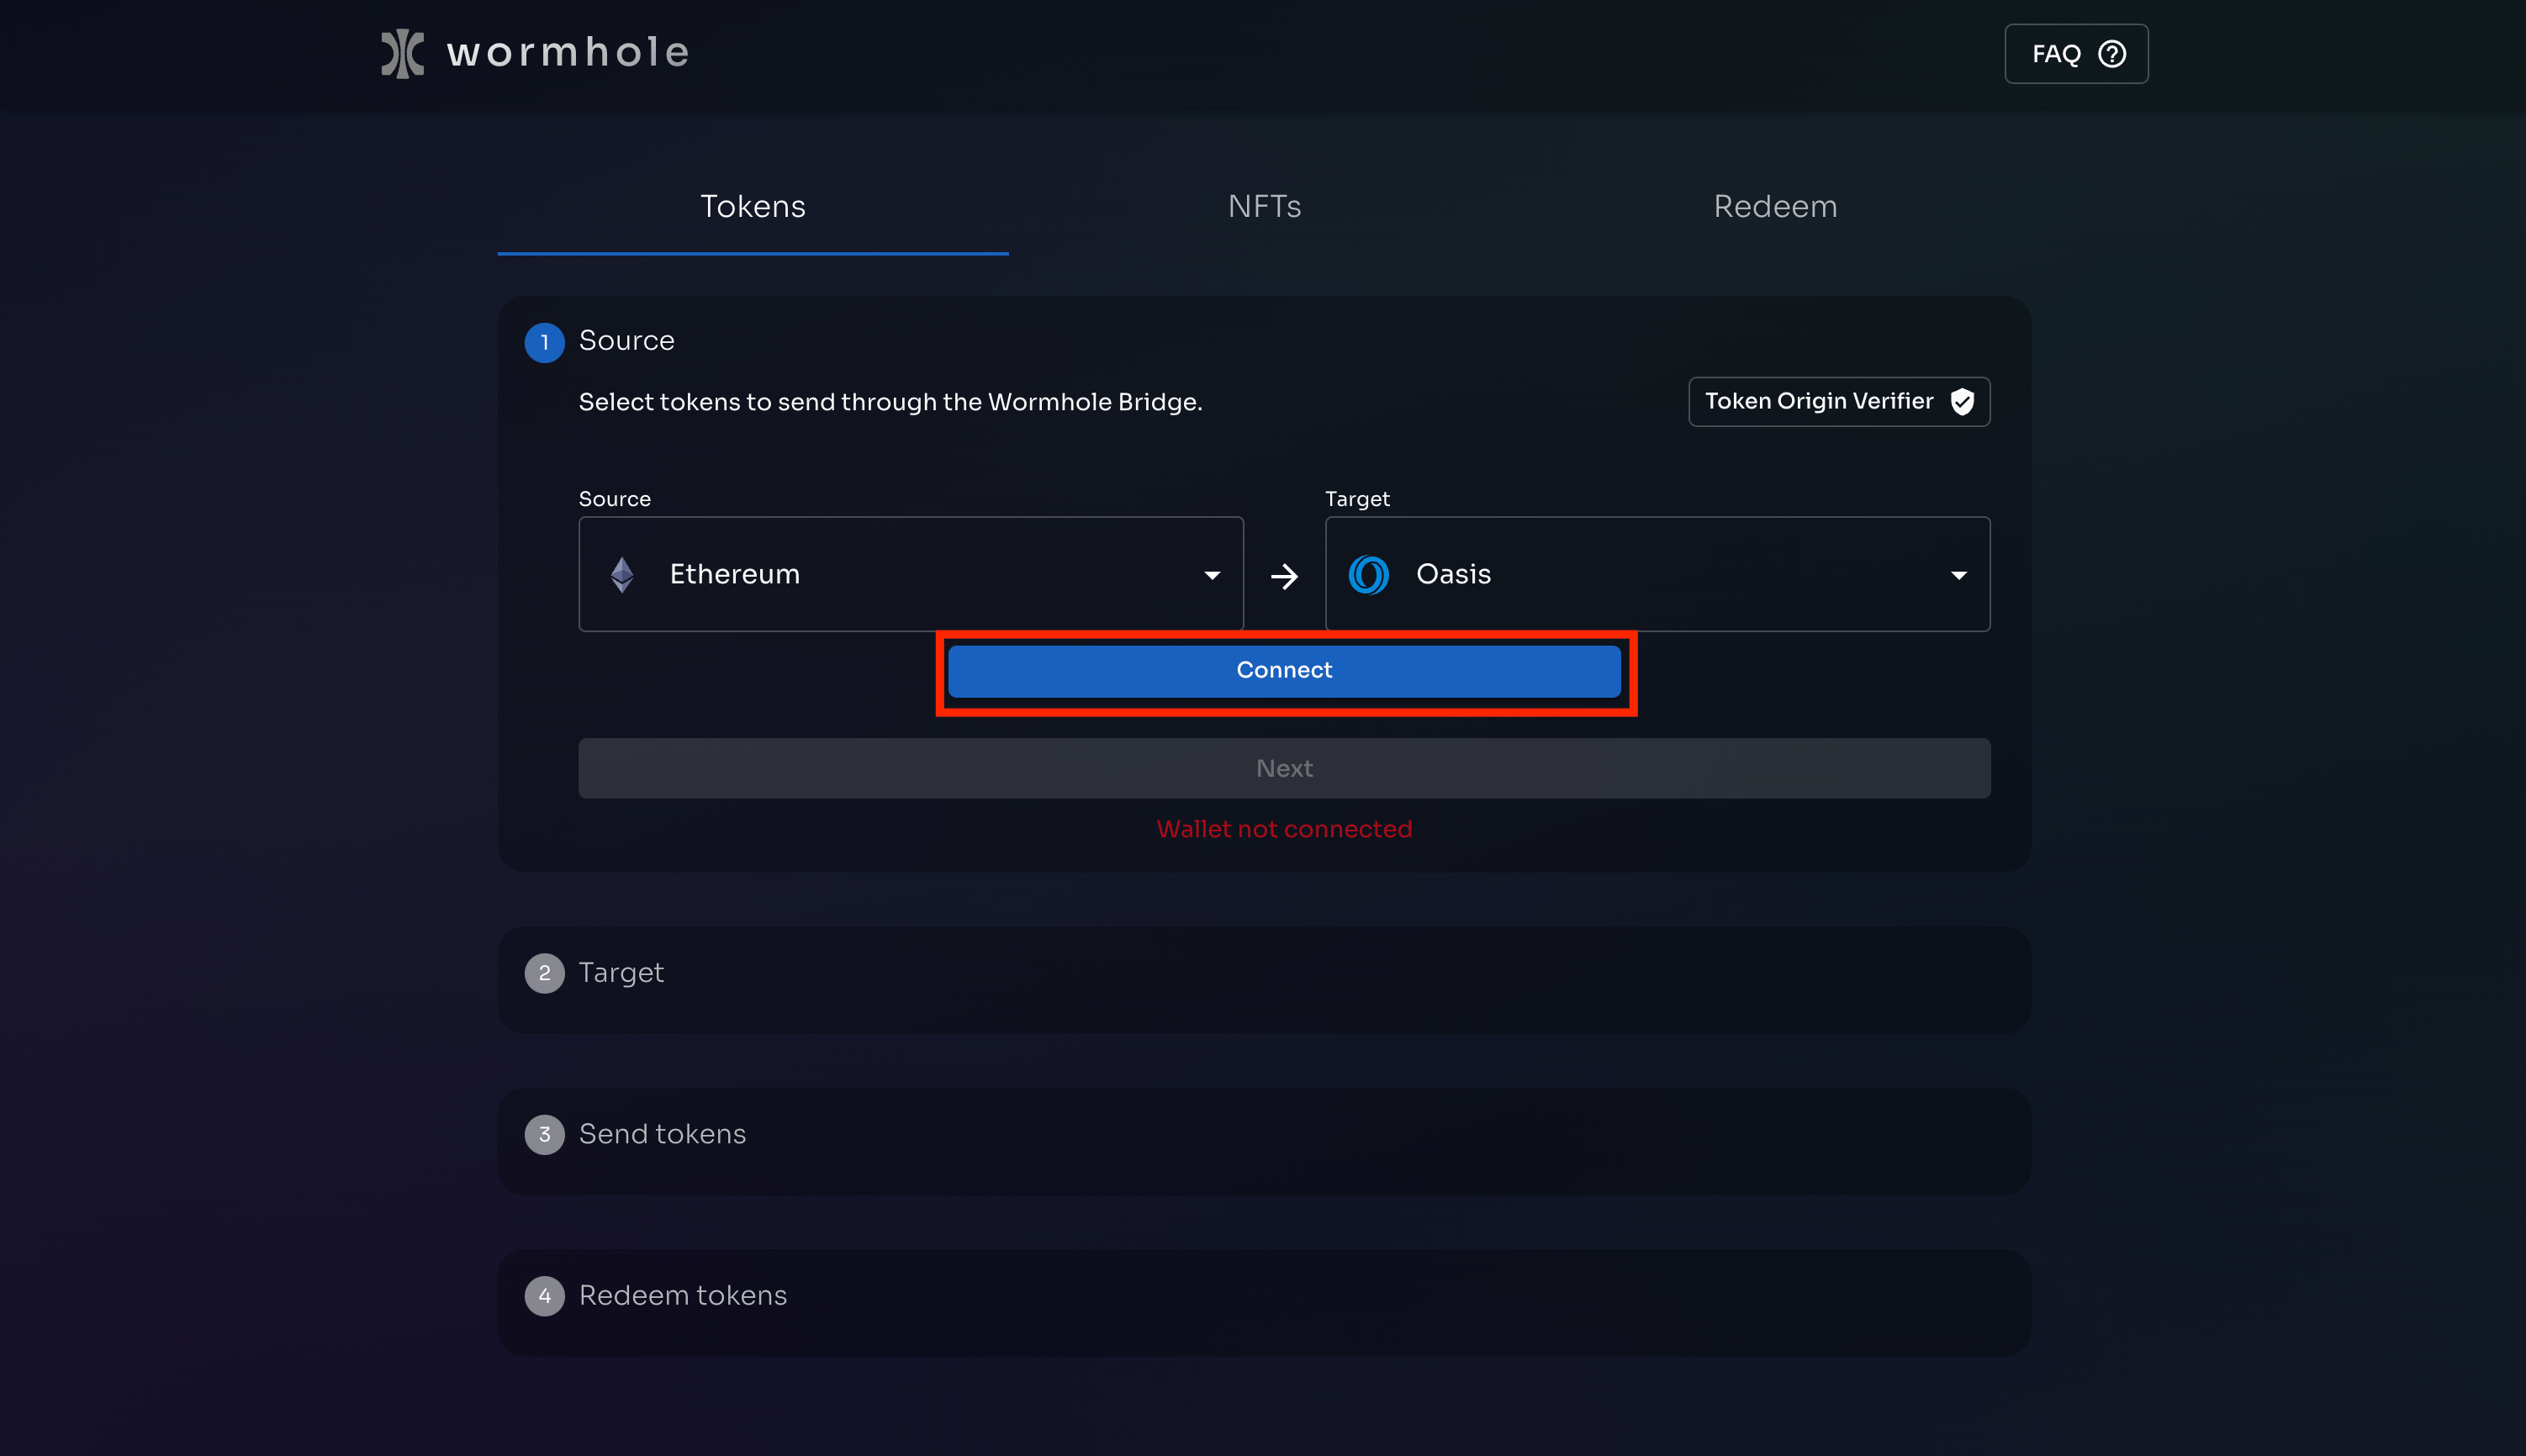 wormhole
FAQ ?
Tokens
NFTs
Redeem
1 Source
Select tokens to send through the Wormhole Bridge.
Token Origin Verifier
Source
Target
Ethereum
Oasis
Connect
Next
Wallet not connected
2 Target
3 Send tokens
4 Redeem tokens